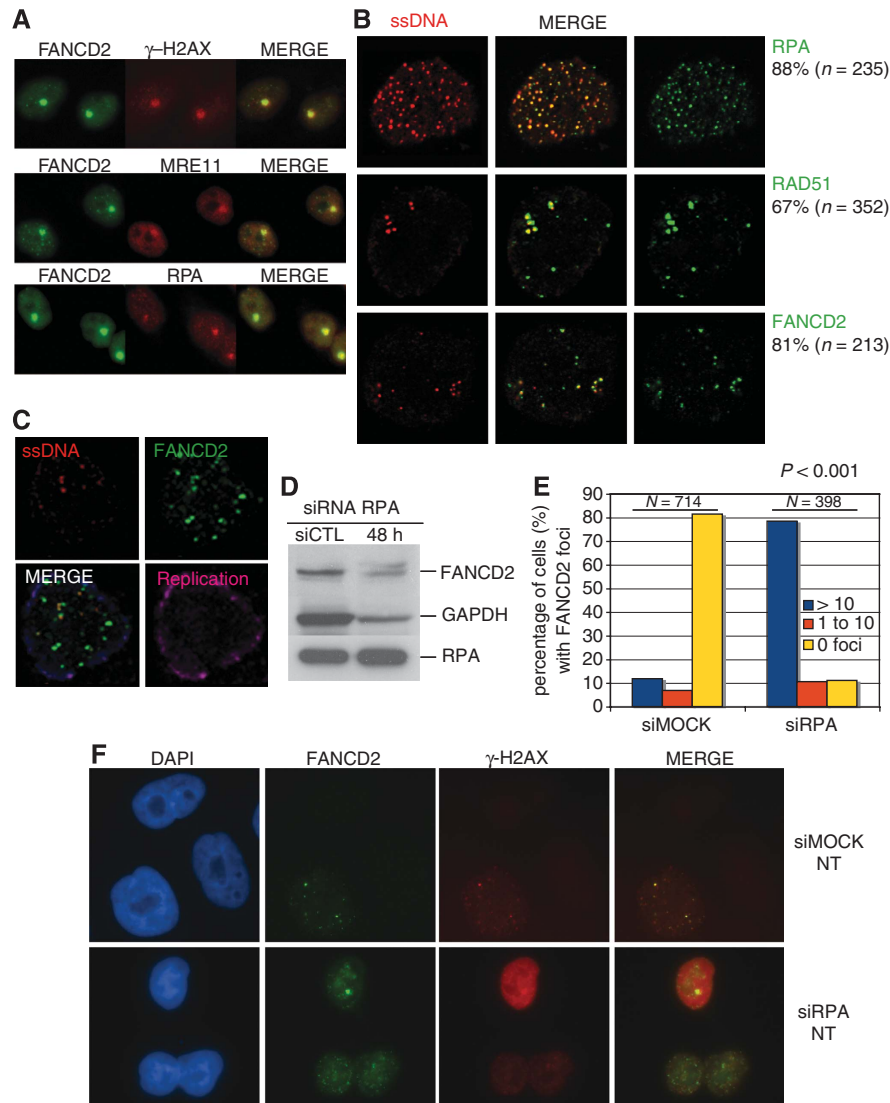 A
FANCD2 γ–H2AX MERGE
FANCD2 MRE11 MERGE
FANCD2 RPA MERGE
B
ssDNA MERGE
RPA
88% (n = 235)
RAD51
67% (n = 352)
FANCD2
81% (n = 213)
C
ssDNA FANCD2
MERGE Replication
D
siRNA RPA
siCTL 48 h
FANCD2
GAPDH
RPA
E
P < 0.001
percentage of cells (%)
with FANCD2 foci
90
80
70
60
50
40
30
20
10
0
N = 714 N = 398
> 10
1 to 10
0 foci
siMOCK siRPA
F
DAPI FANCD2 γ-H2AX MERGE
siMOCK
NT
siRPA
NT